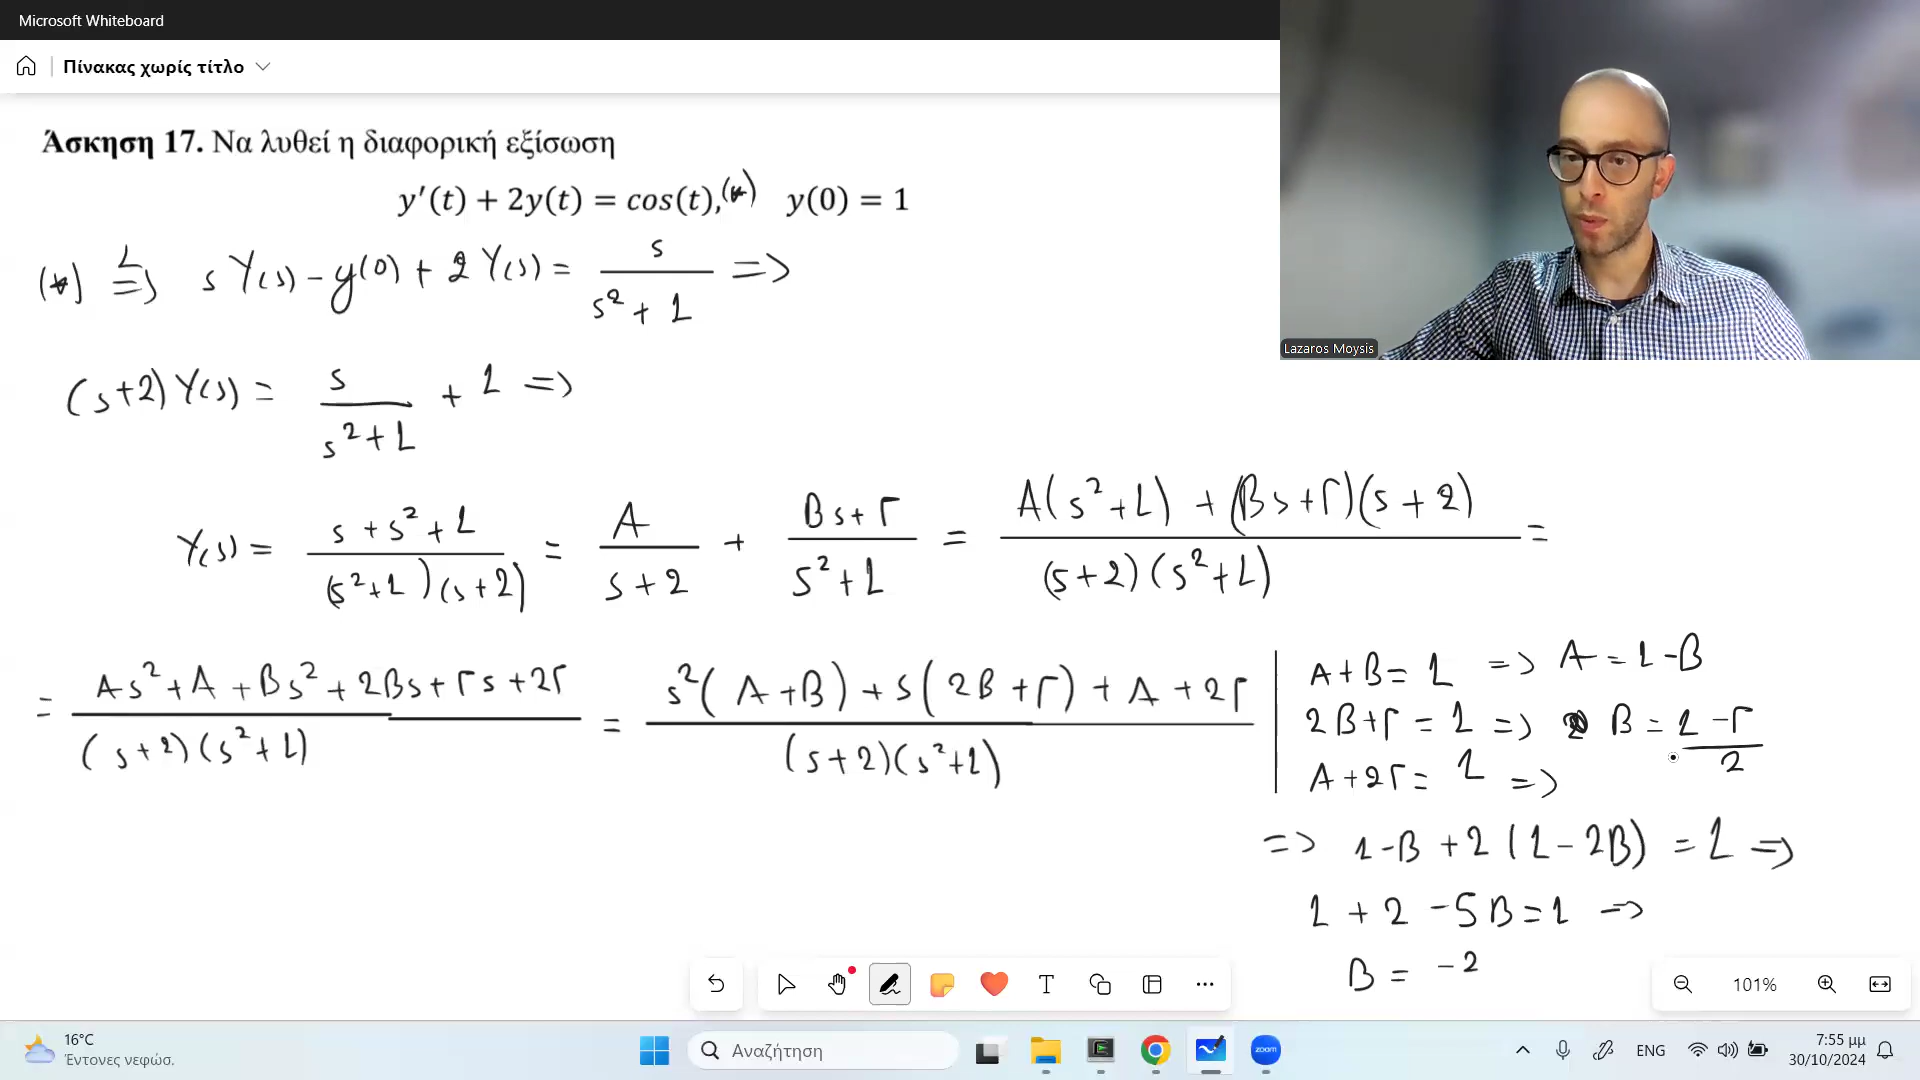 Microsoft Whiteboard
Πίνακας χωρίς τίτλο
Άσκηση 17. Να λυθεί η διαφορική εξίσωση
y′(t) + 2y(t) = cos(t), (*) y(0) = 1
(*) L=> s Y(s) - y(0) + 2 Y(s) = s / (s² + 1) =>
(s+2) Y(s) = s / (s²+1) + 1 =>
Y(s) = (s + s² + 1) / ((s²+1)(s+2)) = A / (s+2) + (Bs+Γ) / (s²+1) = (A(s²+1) + (Bs+Γ)(s+2)) / ((s+2)(s²+1)) =
= (As² + A + Bs² + 2Bs + Γs + 2Γ) / ((s+2)(s²+1)) = (s²(A+B) + s(2B+Γ) + A + 2Γ) / ((s+2)(s²+1))
A+B = 1 => A = 1-B
2B+Γ = 1 => B = (1-Γ) / 2
A+2Γ = 1 =>
=> 1-B+2(1-2B) = 1 =>
1 + 2 - 5B = 1 =>
B = -2
Lazaros Moysis
101%
16°C
Έντονες νεφώσ.
Αναζήτηση
zoom
ENG
7:55 μμ
30/10/2024